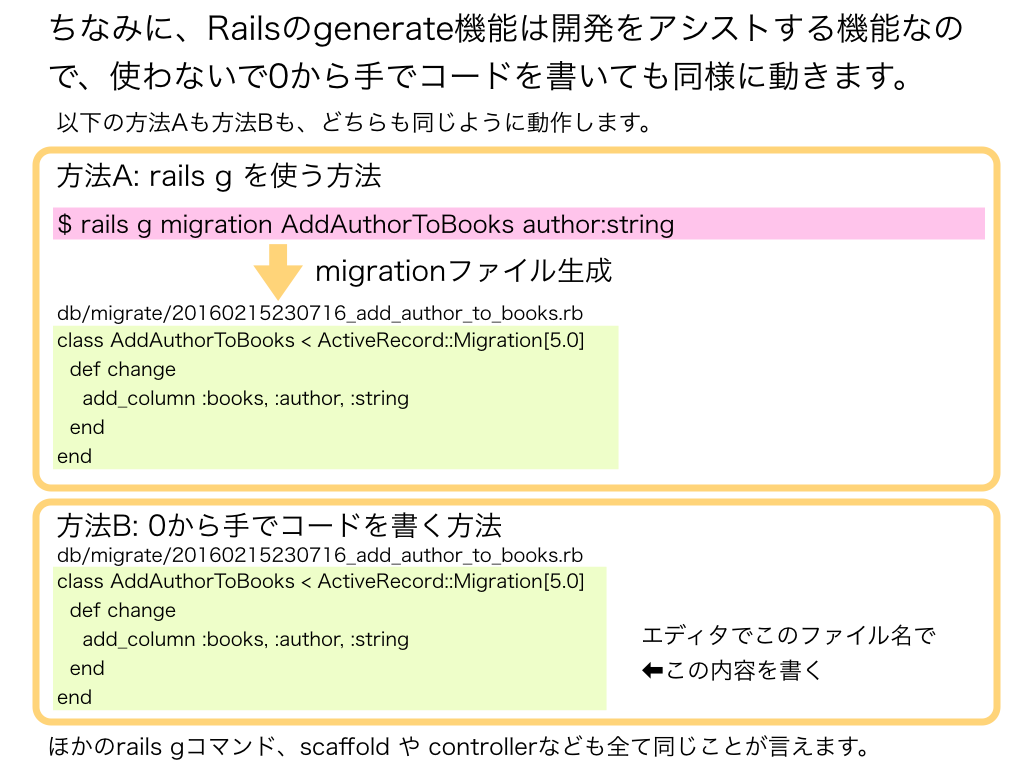 ちなみに、Railsのgenerate機能は開発をアシストする機能なの
で、使わないで0から手でコードを書いても同様に動きます。
以下の方法Aも方法Bも、どちらも同じように動作します。
方法A: rails g を使う方法
$ rails g migration AddAuthorToBooks author:string
migrationファイル生成
db/migrate/20160215230716_add_author_to_books.rb
class AddAuthorToBooks < ActiveRecord::Migration[5.0]
  def change
    add_column :books, :author, :string
  end
end
方法B: 0から手でコードを書く方法
db/migrate/20160215230716_add_author_to_books.rb
class AddAuthorToBooks < ActiveRecord::Migration[5.0]
  def change
    add_column :books, :author, :string
  end
end
エディタでこのファイル名で
⬅この内容を書く
ほかのrails gコマンド、scaffold や controllerなども全て同じことが言えます。